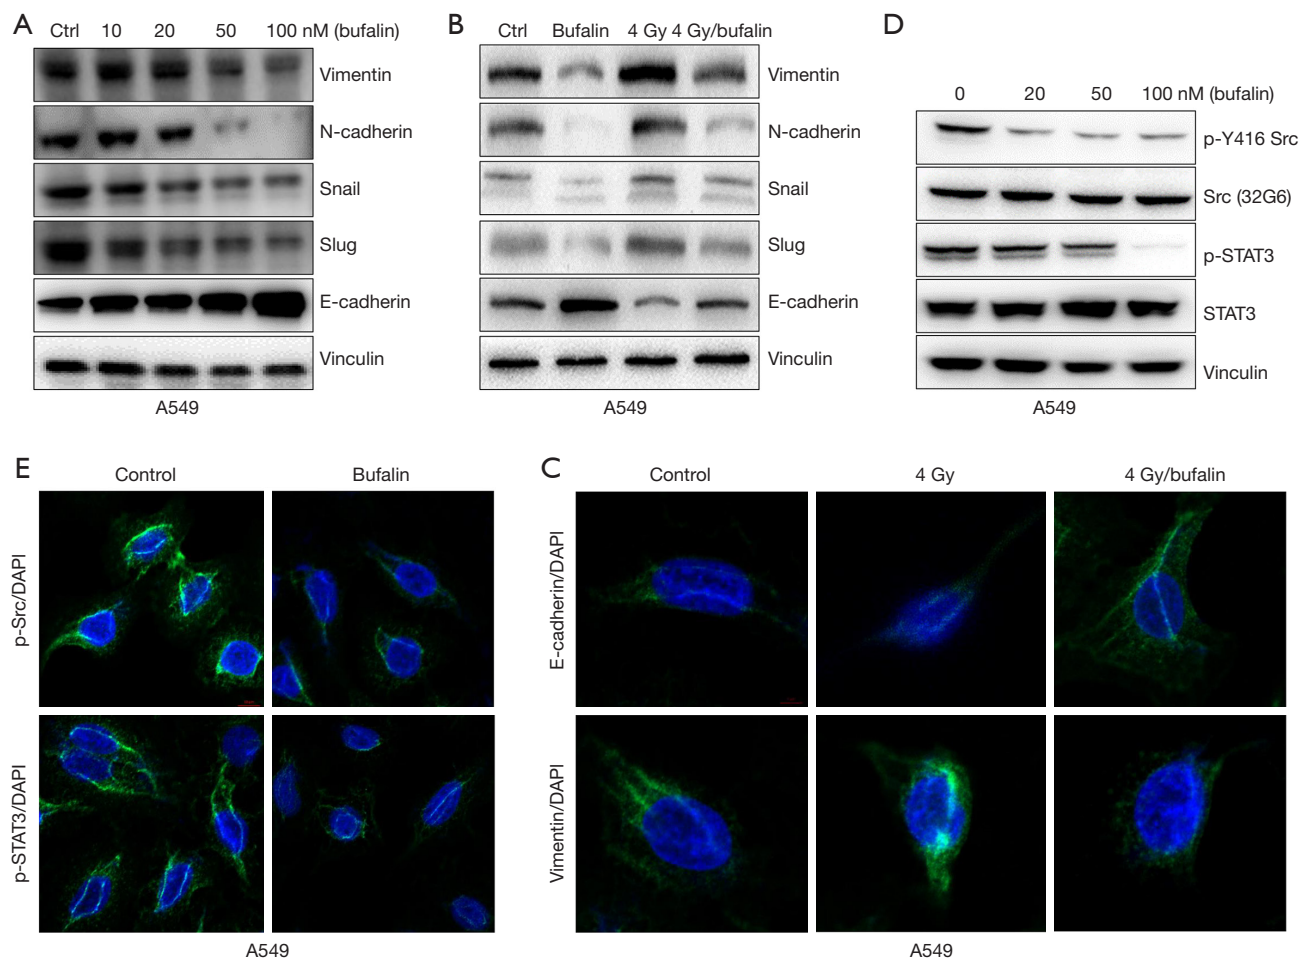 A
Ctrl 10 20 50 100 nM (bufalin)
Vimentin
N-cadherin
Snail
Slug
E-cadherin
Vinculin
A549
B
Ctrl Bufalin 4 Gy 4 Gy/bufalin
Vimentin
N-cadherin
Snail
Slug
E-cadherin
Vinculin
A549
D
0 20 50 100 nM (bufalin)
p-Y416 Src
Src (32G6)
p-STAT3
STAT3
Vinculin
A549
E
Control Bufalin
p-Src/DAPI
p-STAT3/DAPI
A549
C
Control 4 Gy 4 Gy/bufalin
E-cadherin/DAPI
Vimentin/DAPI
A549